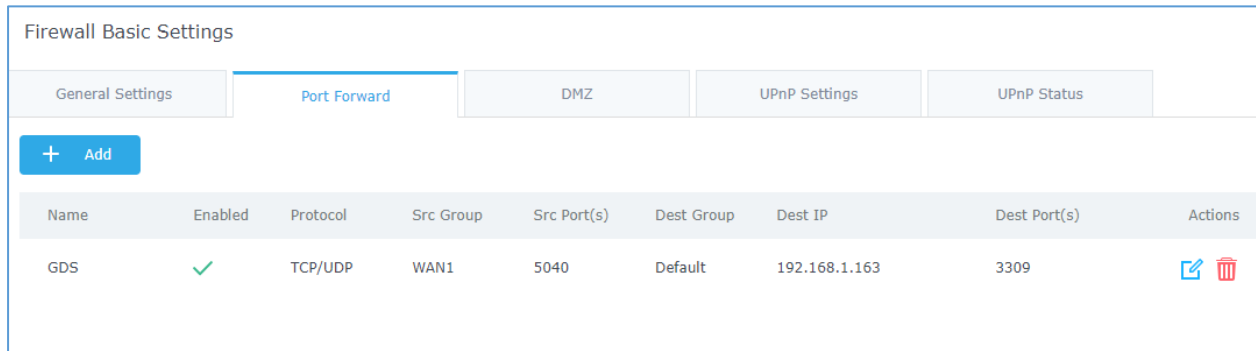 Firewall Basic Settings
General Settings Port Forward DMZ UPnP Settings UPnP Status
+ Add
Name Enabled Protocol Src Group Src Port(s) Dest Group Dest IP Dest Port(s) Actions
GDS TCP/UDP WAN1 5040 Default 192.168.1.163 3309